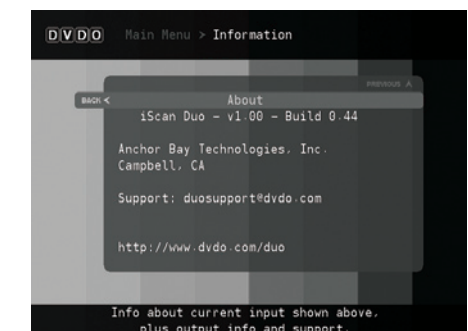 DVDO Main Menu > Information
PREVIOUS ʌ
BACK < About
iScan Duo - v1.00 - Build 0.44
Anchor Bay Technologies, Inc.
Campbell, CA
Support: duosupport@dvdo.com
http://www.dvdo.com/duo
Info about current input shown above,
plus output info and support.